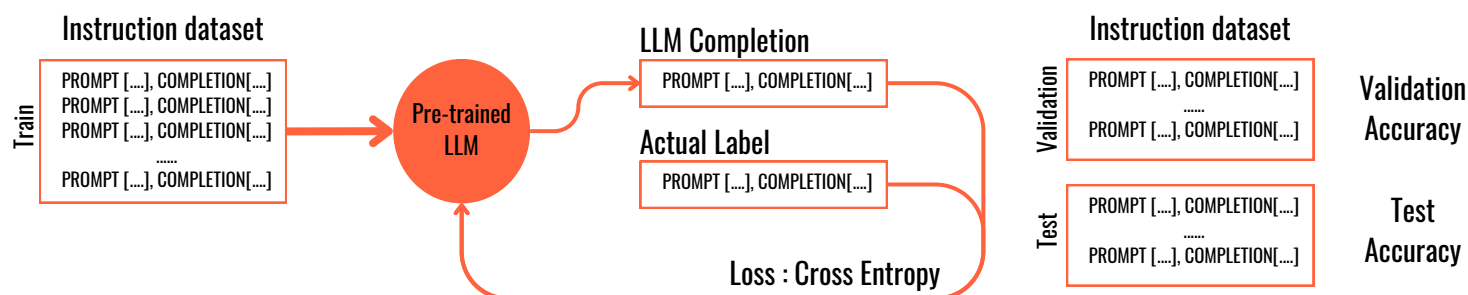 Instruction dataset
Train
PROMPT [....], COMPLETION[....]
PROMPT [....], COMPLETION[....]
PROMPT [....], COMPLETION[....]
......
PROMPT [....], COMPLETION[....]
Pre-trained
LLM
LLM Completion
PROMPT [....], COMPLETION[....]
Actual Label
PROMPT [....], COMPLETION[....]
Loss : Cross Entropy
Instruction dataset
Validation
PROMPT [....], COMPLETION[....]
......
PROMPT [....], COMPLETION[....]
Validation
Accuracy
Test
PROMPT [....], COMPLETION[....]
......
PROMPT [....], COMPLETION[....]
Test
Accuracy